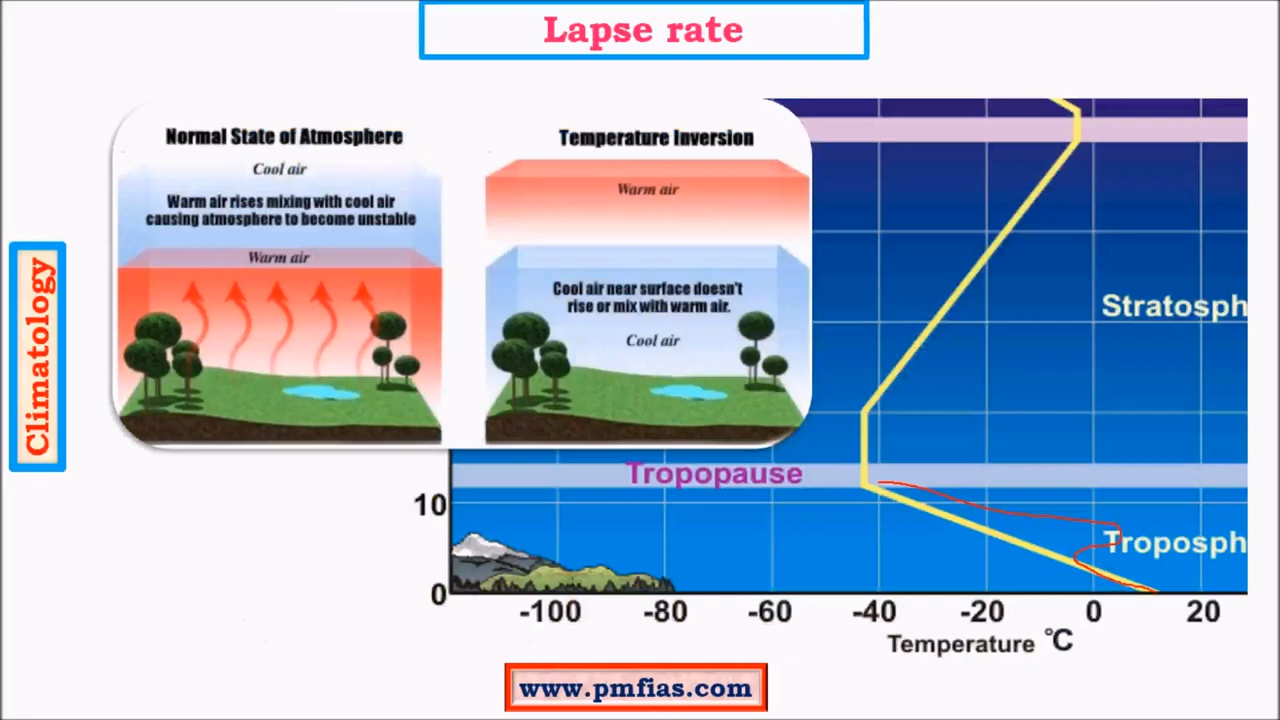 Lapse rate
Climatology
Normal State of Atmosphere
Cool air
Warm air rises mixing with cool air
causing atmosphere to become unstable
Warm air
Temperature Inversion
Warm air
Cool air near surface doesn't
rise or mix with warm air.
Cool air
Stratosph
Tropopause
10
Troposph
0
-100 -80 -60 -40 -20 0 20
Temperature °C
www.pmfias.com